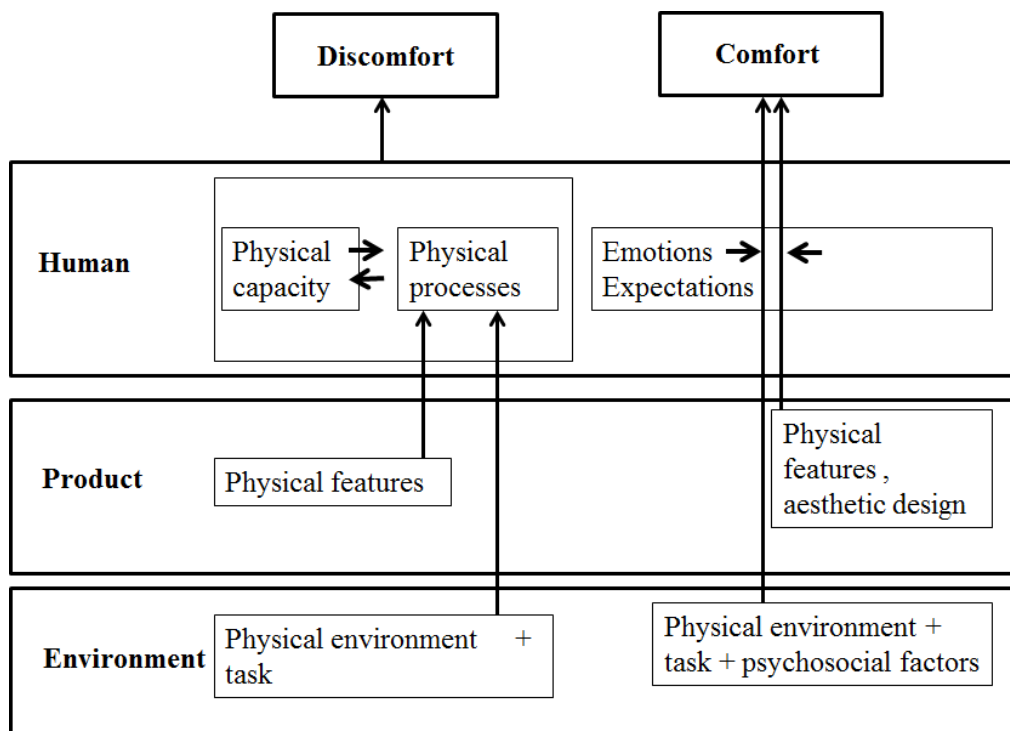 Discomfort
Comfort
Human
Physical
capacity
Physical
processes
Emotions
Expectations
Product
Physical features
Physical
features ,
aesthetic design
Environment
Physical environment +
task
Physical environment +
task + psychosocial factors